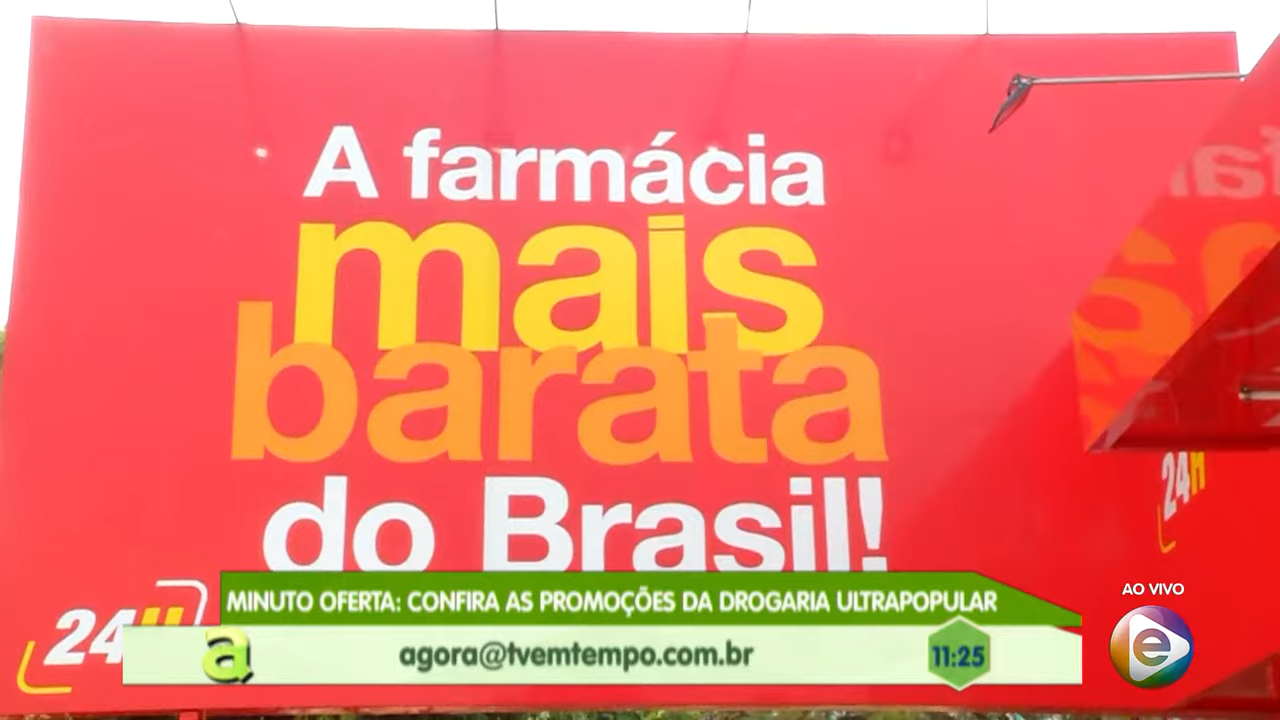 A farmácia
mais
barata
do Brasil!
24H
24H
MINUTO OFERTA: CONFIRA AS PROMOÇÕES DA DROGARIA ULTRAPOPULAR
agora@tvemtempo.com.br
11:25
AO VIVO
a
e